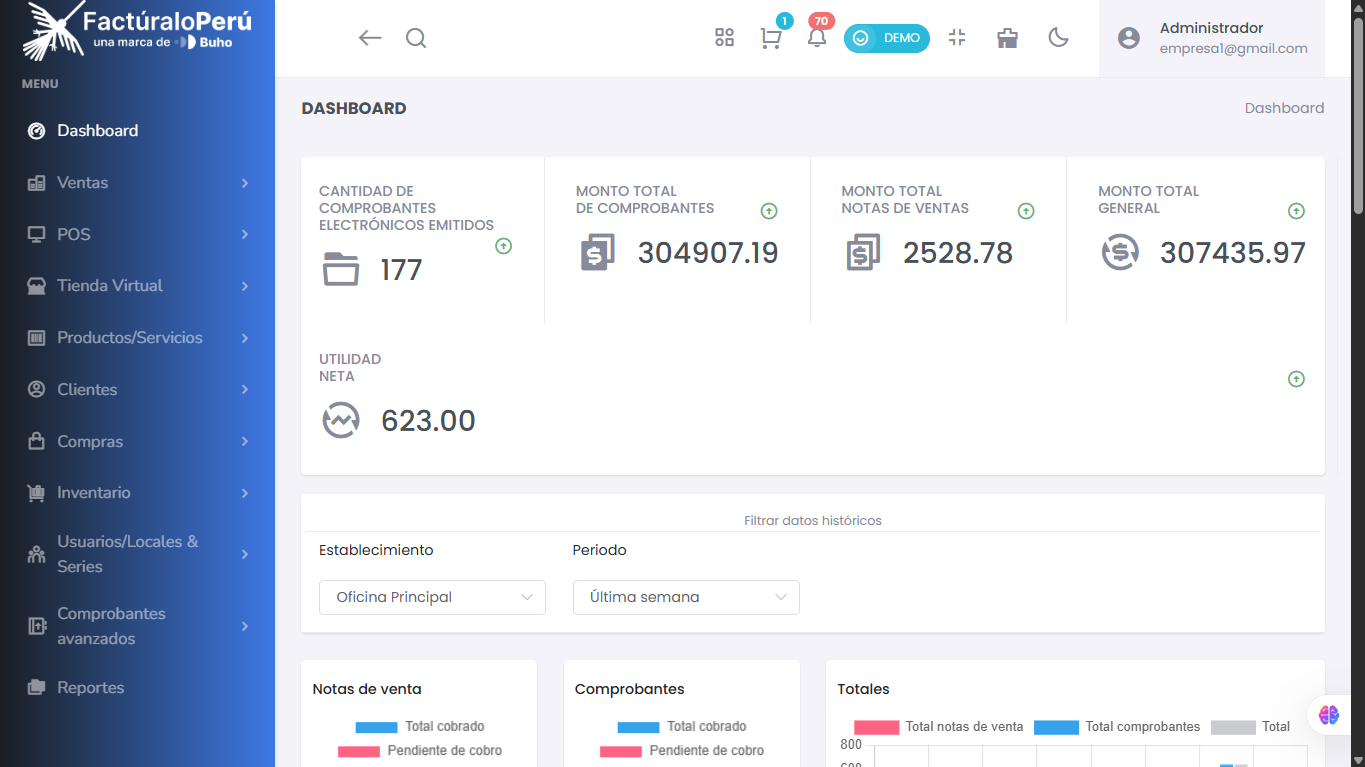 FactúraloPerú
una marca de Buho
MENU
Dashboard
Ventas
POS
Tienda Virtual
Productos/Servicios
Clientes
Compras
Inventario
Usuarios/Locales &
Series
Comprobantes
avanzados
Reportes
1
70
DEMO
Administrador
empresa1@gmail.com
DASHBOARD
Dashboard
CANTIDAD DE
COMPROBANTES
ELECTRÓNICOS EMITIDOS
177
MONTO TOTAL
DE COMPROBANTES
304907.19
MONTO TOTAL
NOTAS DE VENTAS
2528.78
MONTO TOTAL
GENERAL
307435.97
UTILIDAD
NETA
623.00
Filtrar datos históricos
Establecimiento
Oficina Principal
Periodo
Última semana
Notas de venta
Total cobrado
Pendiente de cobro
Comprobantes
Total cobrado
Pendiente de cobro
Totales
Total notas de venta
Total comprobantes
Total
800
600